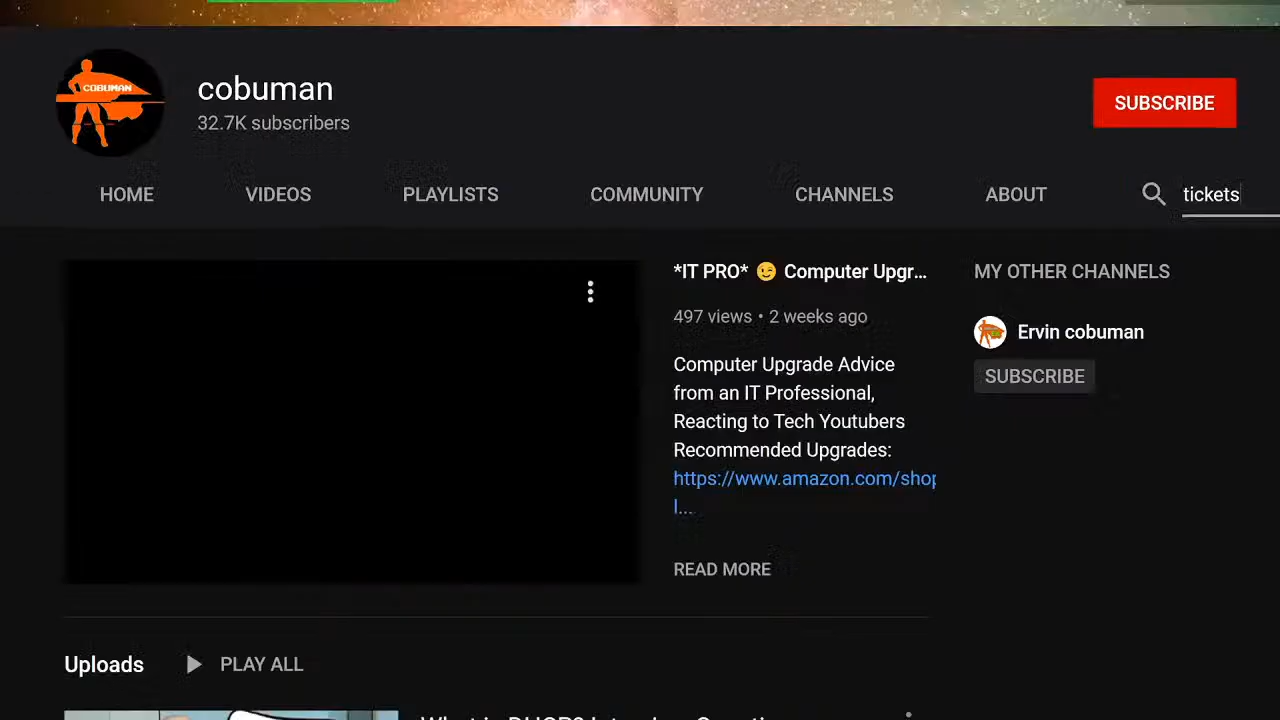 COBUMAN
cobuman
32.7K subscribers
SUBSCRIBE
HOME VIDEOS PLAYLISTS COMMUNITY CHANNELS ABOUT tickets
*IT PRO* 😉 Computer Upgr...
497 views • 2 weeks ago
Computer Upgrade Advice
from an IT Professional,
Reacting to Tech Youtubers
Recommended Upgrades:
https://www.amazon.com/shop
l...
READ MORE
MY OTHER CHANNELS
Ervin cobuman
SUBSCRIBE
Uploads PLAY ALL